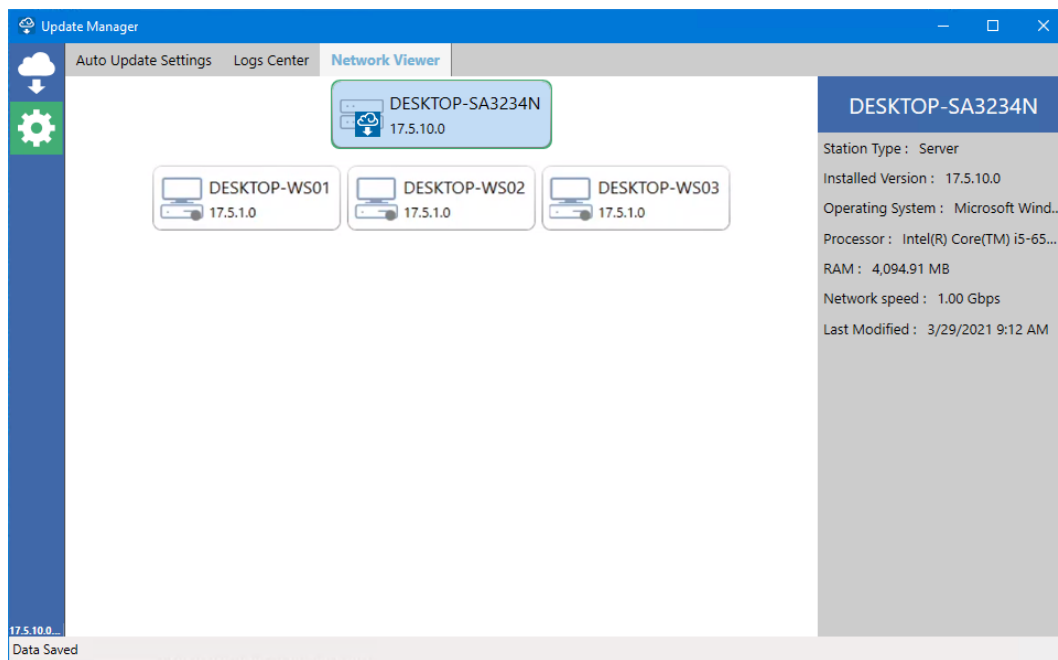 Update Manager
Auto Update Settings Logs Center Network Viewer
DESKTOP-SA3234N
17.5.10.0
DESKTOP-WS01
17.5.1.0
DESKTOP-WS02
17.5.1.0
DESKTOP-WS03
17.5.1.0
DESKTOP-SA3234N
Station Type : Server
Installed Version : 17.5.10.0
Operating System : Microsoft Wind...
Processor : Intel(R) Core(TM) i5-65...
RAM : 4,094.91 MB
Network speed : 1.00 Gbps
Last Modified : 3/29/2021 9:12 AM
17.5.10.0...
Data Saved